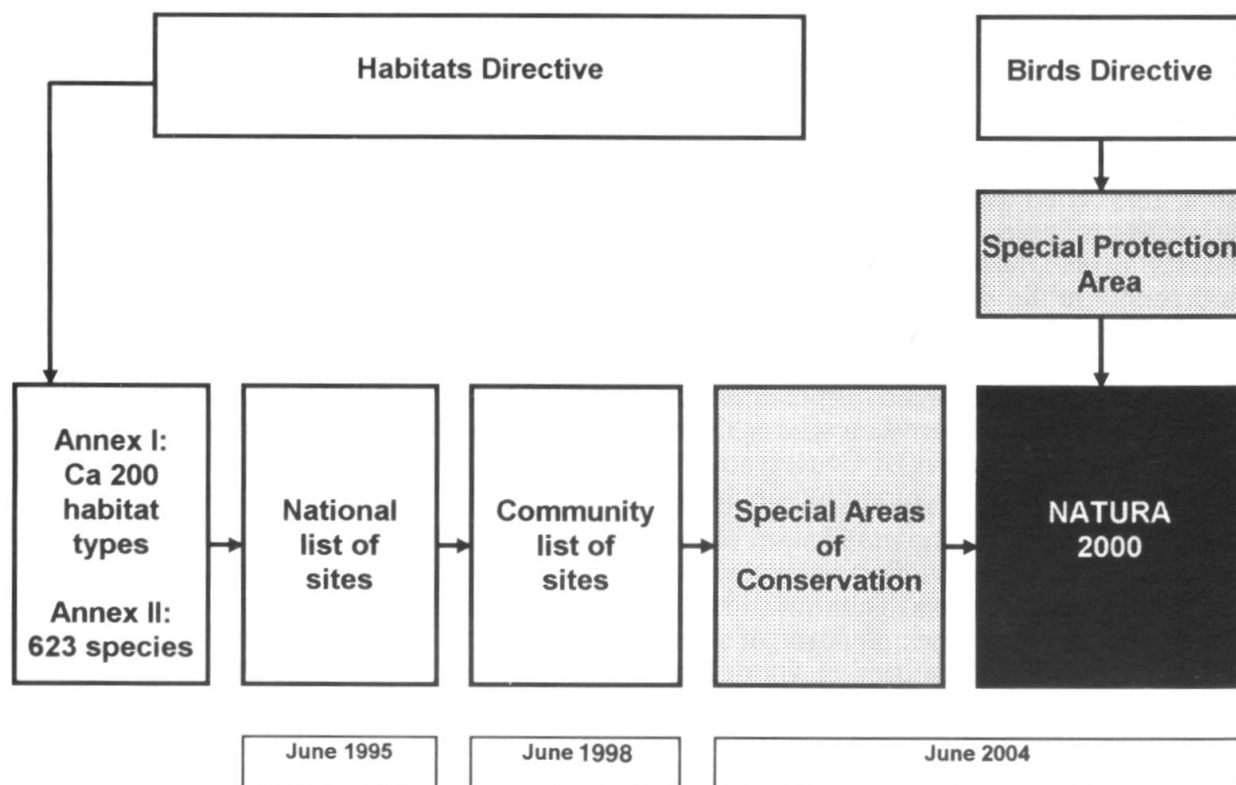 Habitats Directive
Birds Directive
Special Protection
Area
Annex I:
Ca 200
habitat
types
Annex II:
623 species
National
list of
sites
Community
list of
sites
Special Areas
of
Conservation
NATURA
2000
June 1995
June 1998
June 2004